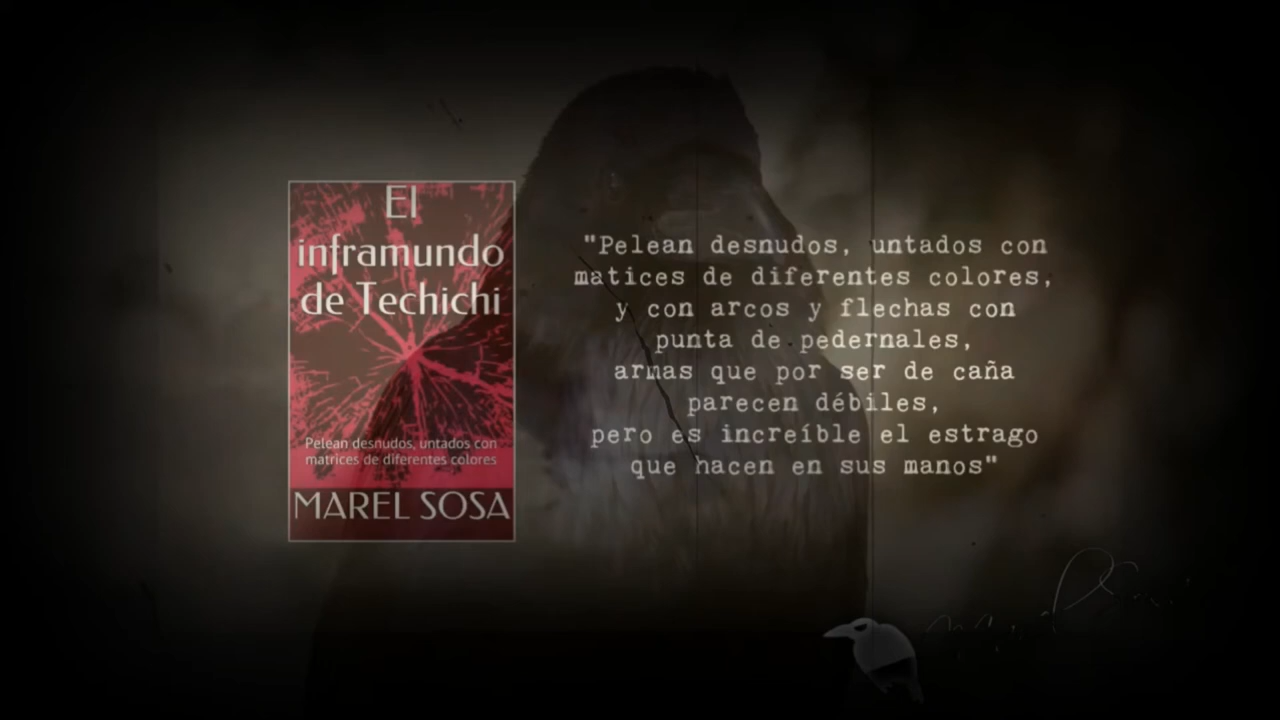 El
inframundo
de Techichi
Pelean desnudos, untados con
matrices de diferentes colores
MAREL SOSA
"Pelean desnudos, untados con
matices de diferentes colores,
y con arcos y flechas con
punta de pedernales,
armas que por ser de caña
parecen débiles,
pero es increíble el estrago
que hacen en sus manos"